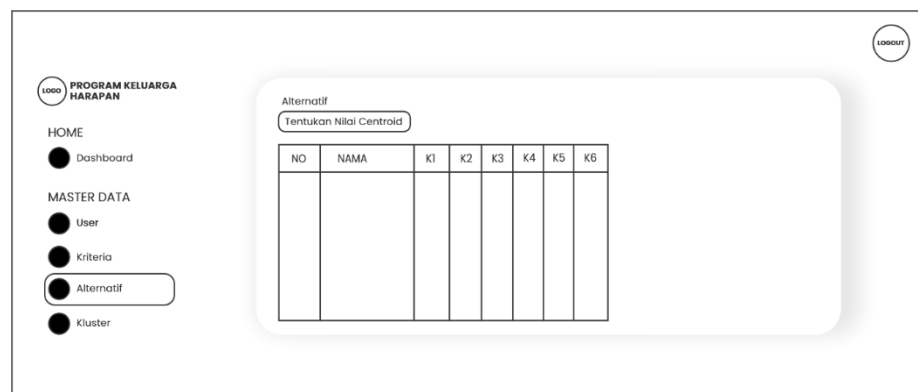 LOGOUT
LOGO
PROGRAM KELUARGA
HARAPAN
HOME
Dashboard
MASTER DATA
User
Kriteria
Alternatif
Kluster
Alternatif
Tentukan Nilai Centroid
NO NAMA K1 K2 K3 K4 K5 K6